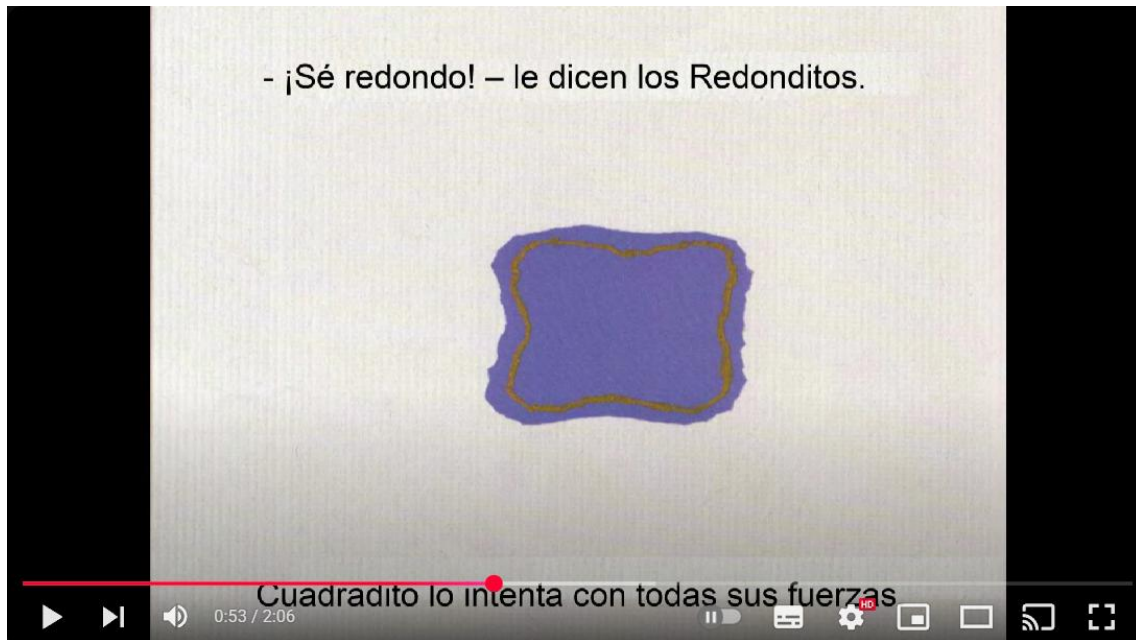 - ¡Sé redondo! – le dicen los Redonditos.
Cuadradito lo intenta con todas sus fuerzas
0:53 / 2:06
HD